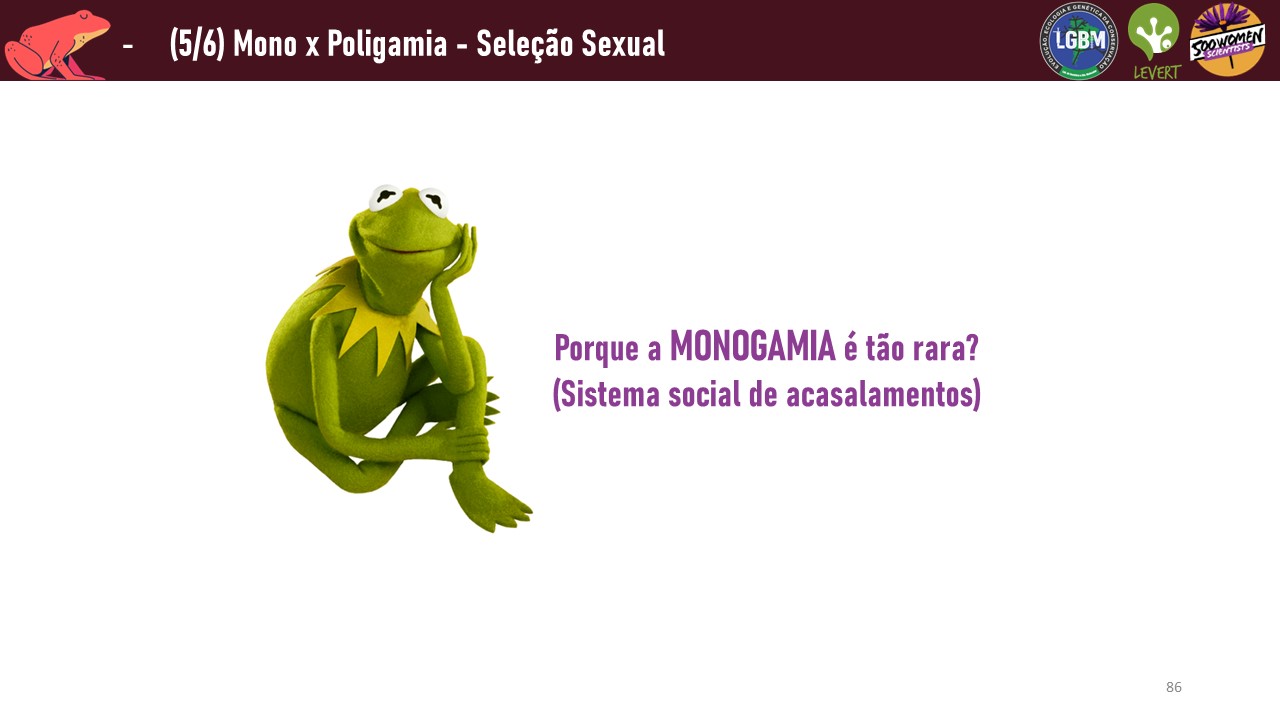 - (5/6) Mono x Poligamia - Seleção Sexual
EVOLUÇÃO, ECOLOGIA E GENÉTICA DA CONSERVAÇÃO
LGBM
LEVERT
500 WOMEN
SCIENTISTS
Porque a MONOGAMIA é tão rara?
(Sistema social de acasalamentos)
86